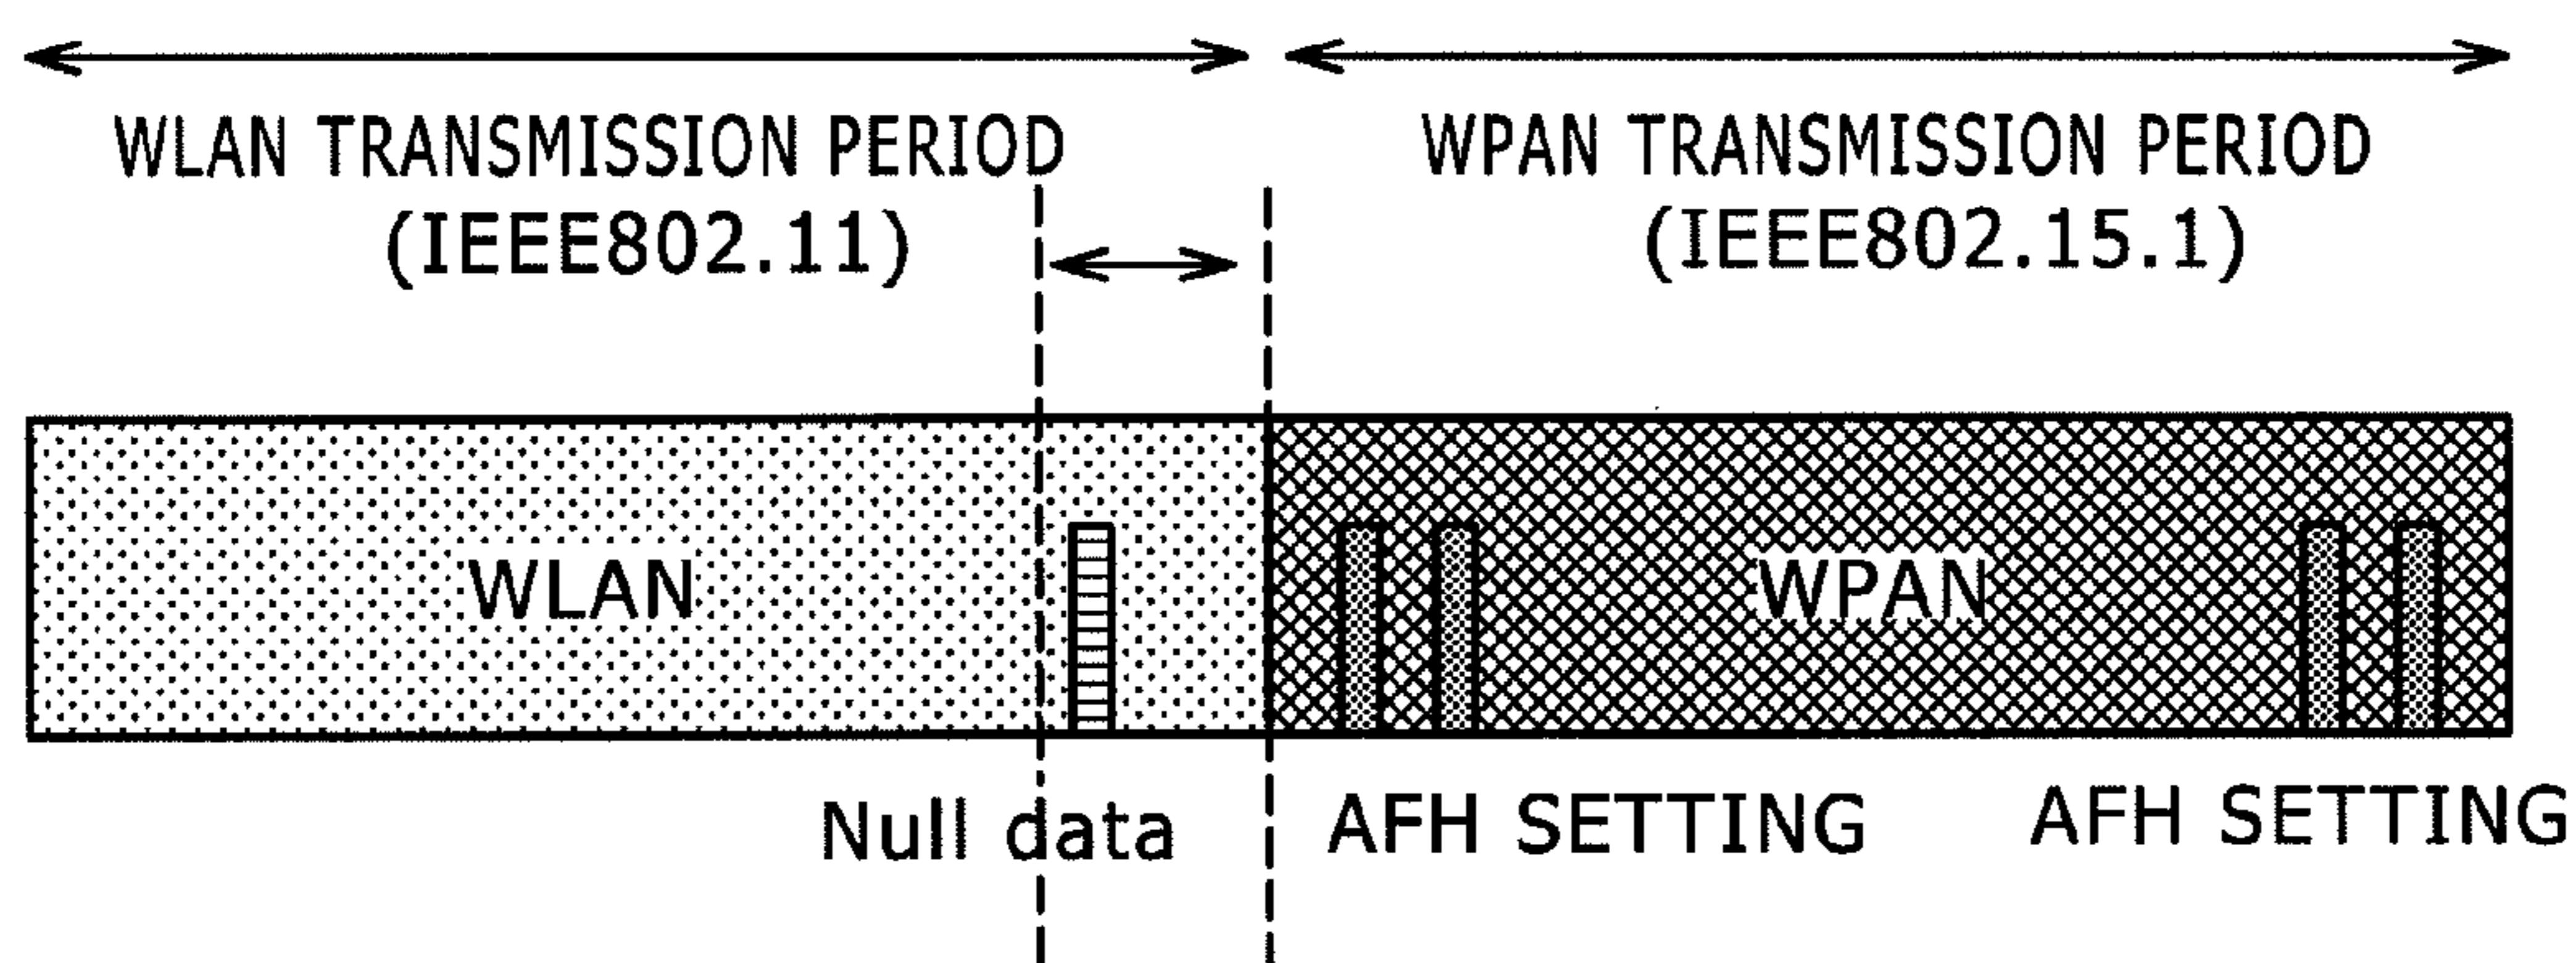 WLAN TRANSMISSION PERIOD
(IEEE802.11)
WPAN TRANSMISSION PERIOD
(IEEE802.15.1)
WLAN
WPAN
Null data
AFH SETTING
AFH SETTING